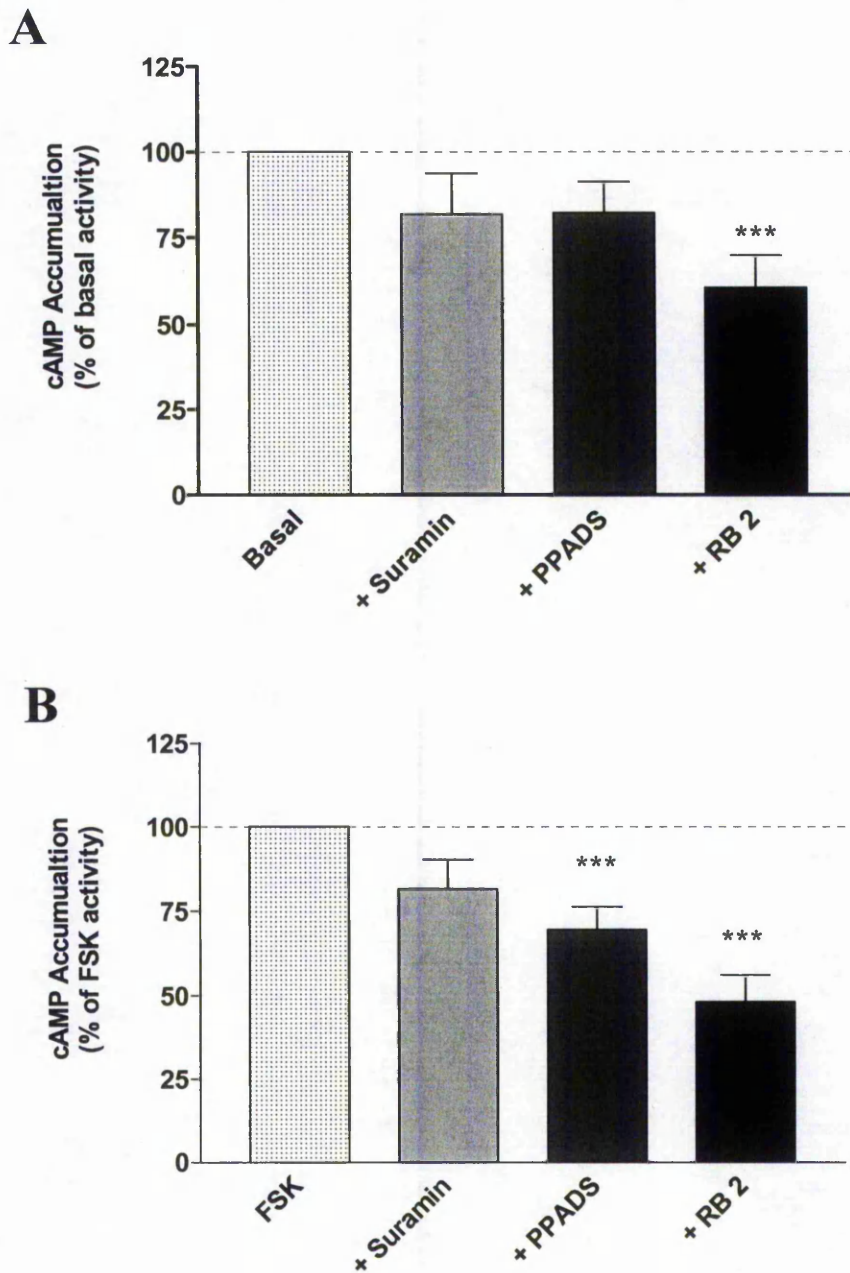 A
cAMP Accumualtion
(% of basal activity)
125
100
75
50
25
0
***
Basal
+ Suramin
+ PPADS
+ RB 2
B
cAMP Accumualtion
(% of FSK activity)
125
100
75
50
25
0
***
***
FSK
+ Suramin
+ PPADS
+ RB 2